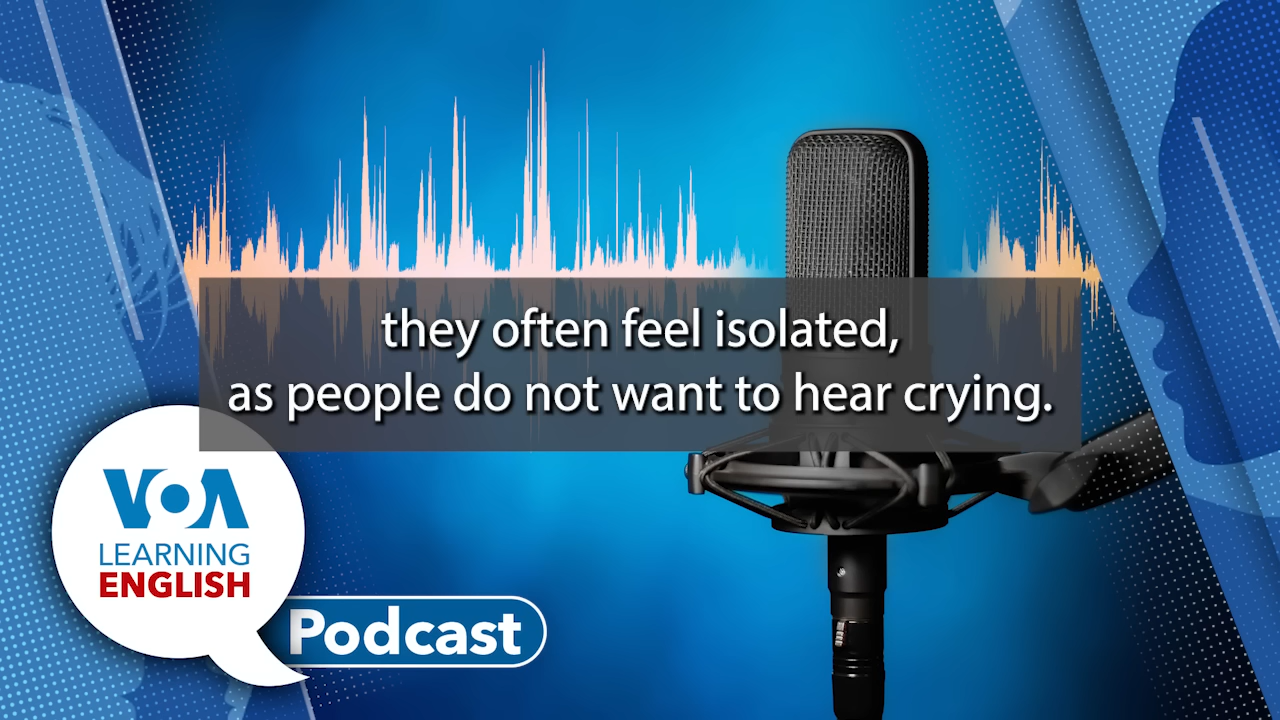 they often feel isolated,
as people do not want to hear crying.
VOA
LEARNING
ENGLISH
Podcast